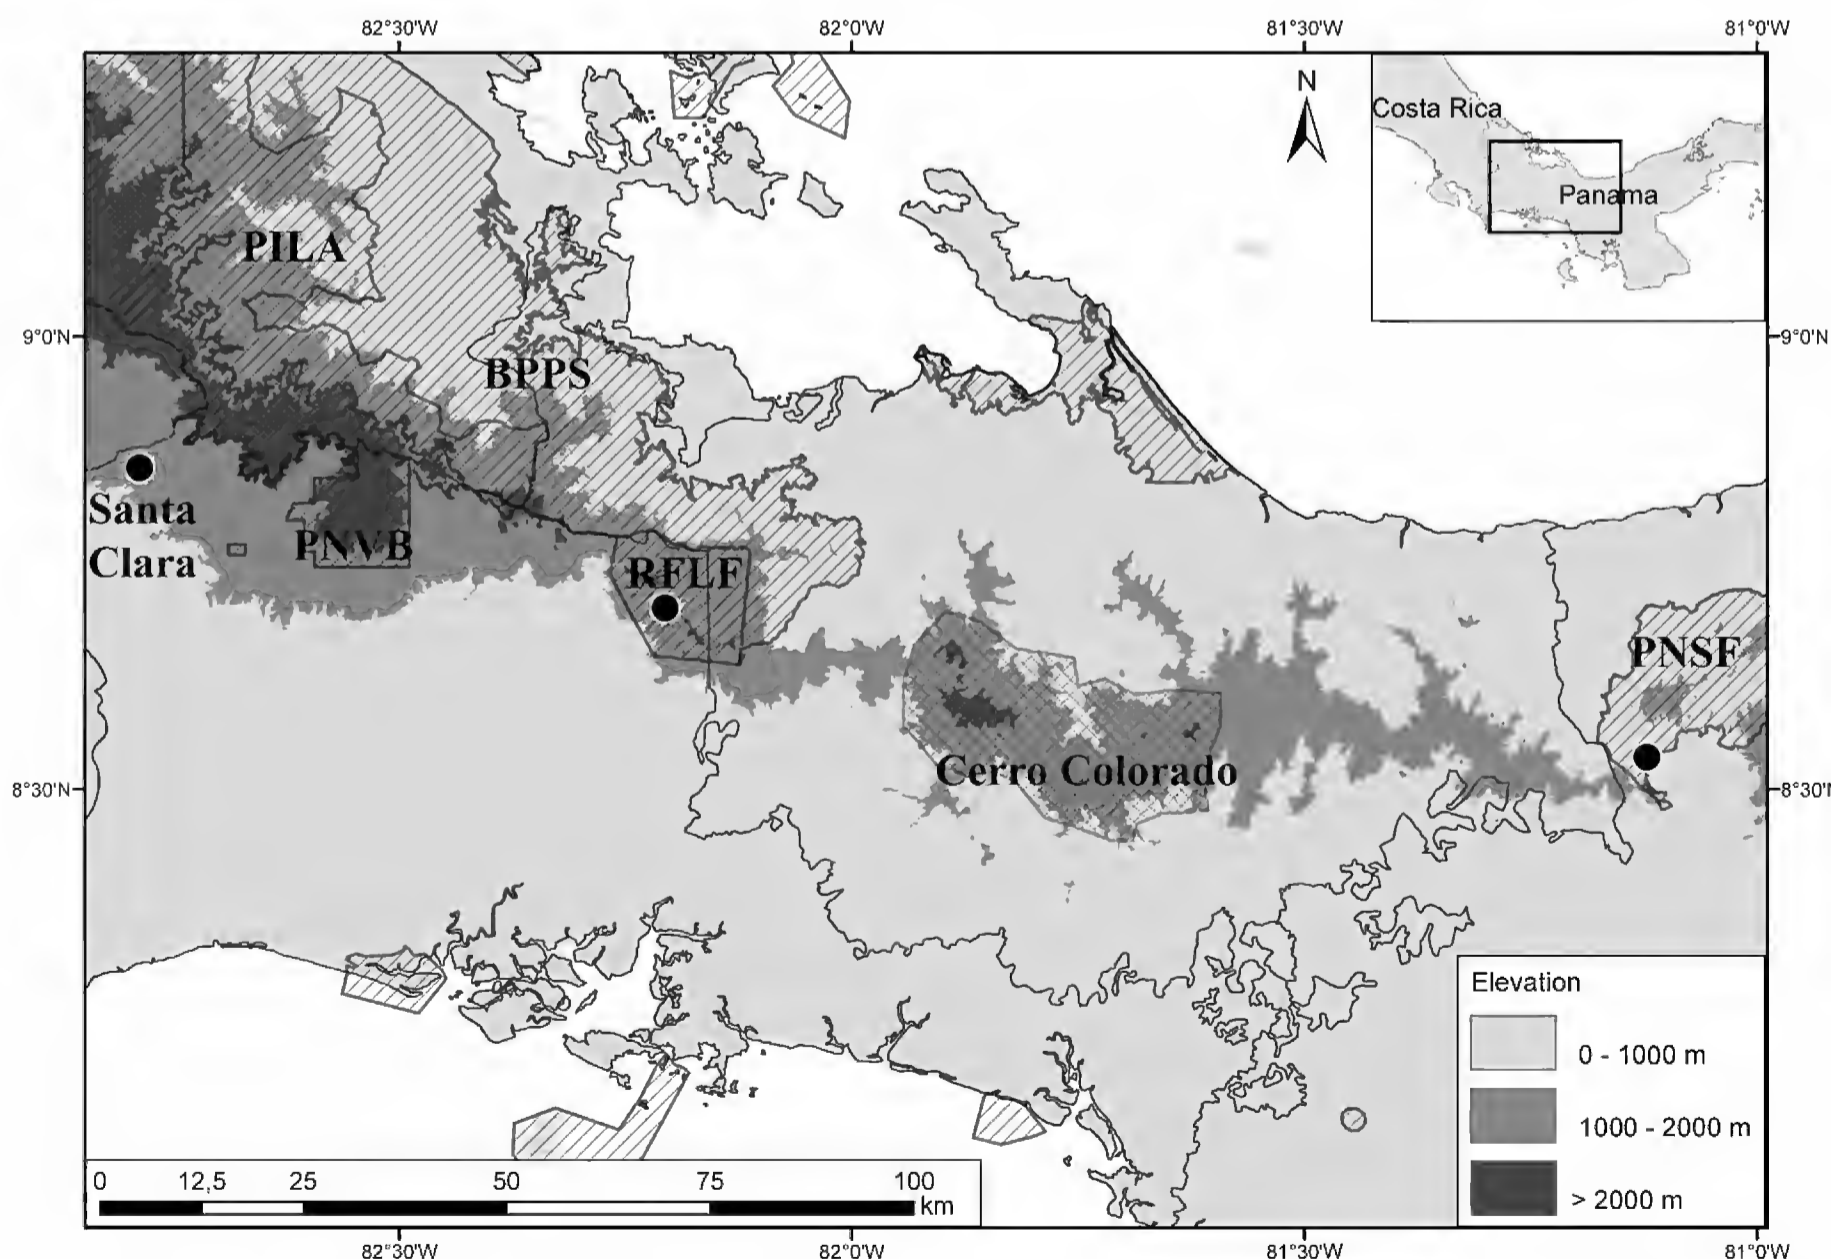 82°30'W 82°0'W 81°30'W 81°0'W
N
Costa Rica
Panama
PILA
9°0'N 9°0'N
BPPS
Santa
Clara
PNVB
RFLF
PNSF
Cerro Colorado
8°30'N 8°30'N
Elevation
0 - 1000 m
1000 - 2000 m
> 2000 m
0 12,5 25 50 75 100
km
82°30'W 82°0'W 81°30'W 81°0'W